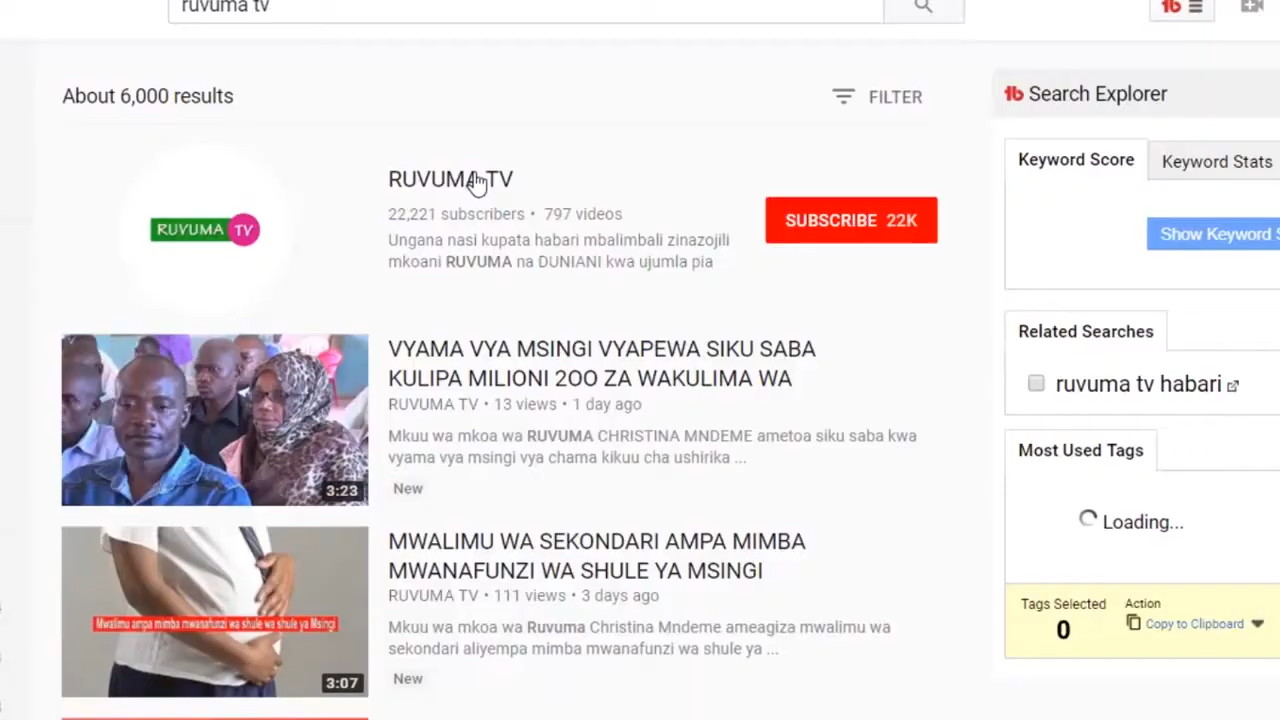 ruvuma tv
About 6,000 results
FILTER
RUVUMA TV
RUVUMA TV
22,221 subscribers • 797 videos
Ungana nasi kupata habari mbalimbali zinazojili
mkoani RUVUMA na DUNIANI kwa ujumla pia
SUBSCRIBE 22K
VYAMA VYA MSINGI VYAPEWA SIKU SABA
KULIPA MILIONI 2OO ZA WAKULIMA WA
RUVUMA TV • 13 views • 1 day ago
Mkuu wa mkoa wa RUVUMA CHRISTINA MNDEME ametoa siku saba kwa
vyama vya msingi vya chama kikuu cha ushirika ...
New
3:23
MWALIMU WA SEKONDARI AMPA MIMBA
MWANAFUNZI WA SHULE YA MSINGI
RUVUMA TV • 111 views • 3 days ago
Mkuu wa mkoa wa Ruvuma Christina Mndeme ameagiza mwalimu wa
sekondari aliyempa mimba mwanafunzi wa shule ya ...
New
Mwalimu ampa mimba mwanafunzi wa shule wa shule ya Msingi
3:07
tb
tb Search Explorer
Keyword Score
Keyword Stats
Show Keyword S
Related Searches
ruvuma tv habari
Most Used Tags
Loading...
Tags Selected
0
Action
Copy to Clipboard